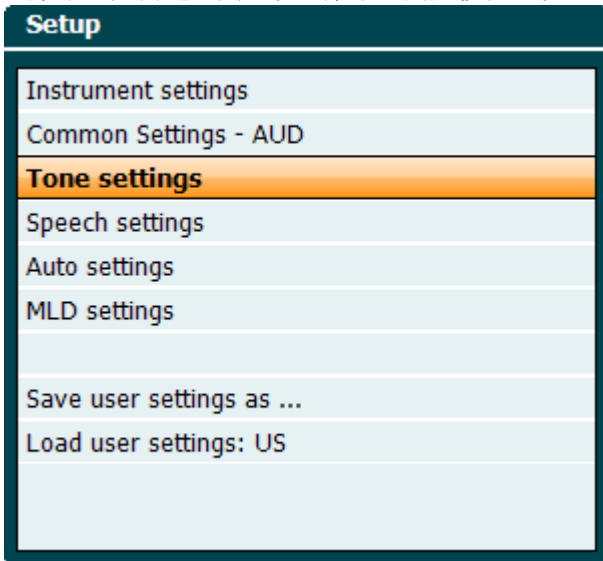 Setup
Instrument settings
Common Settings - AUD
Tone settings
Speech settings
Auto settings
MLD settings
Save user settings as ...
Load user settings: US